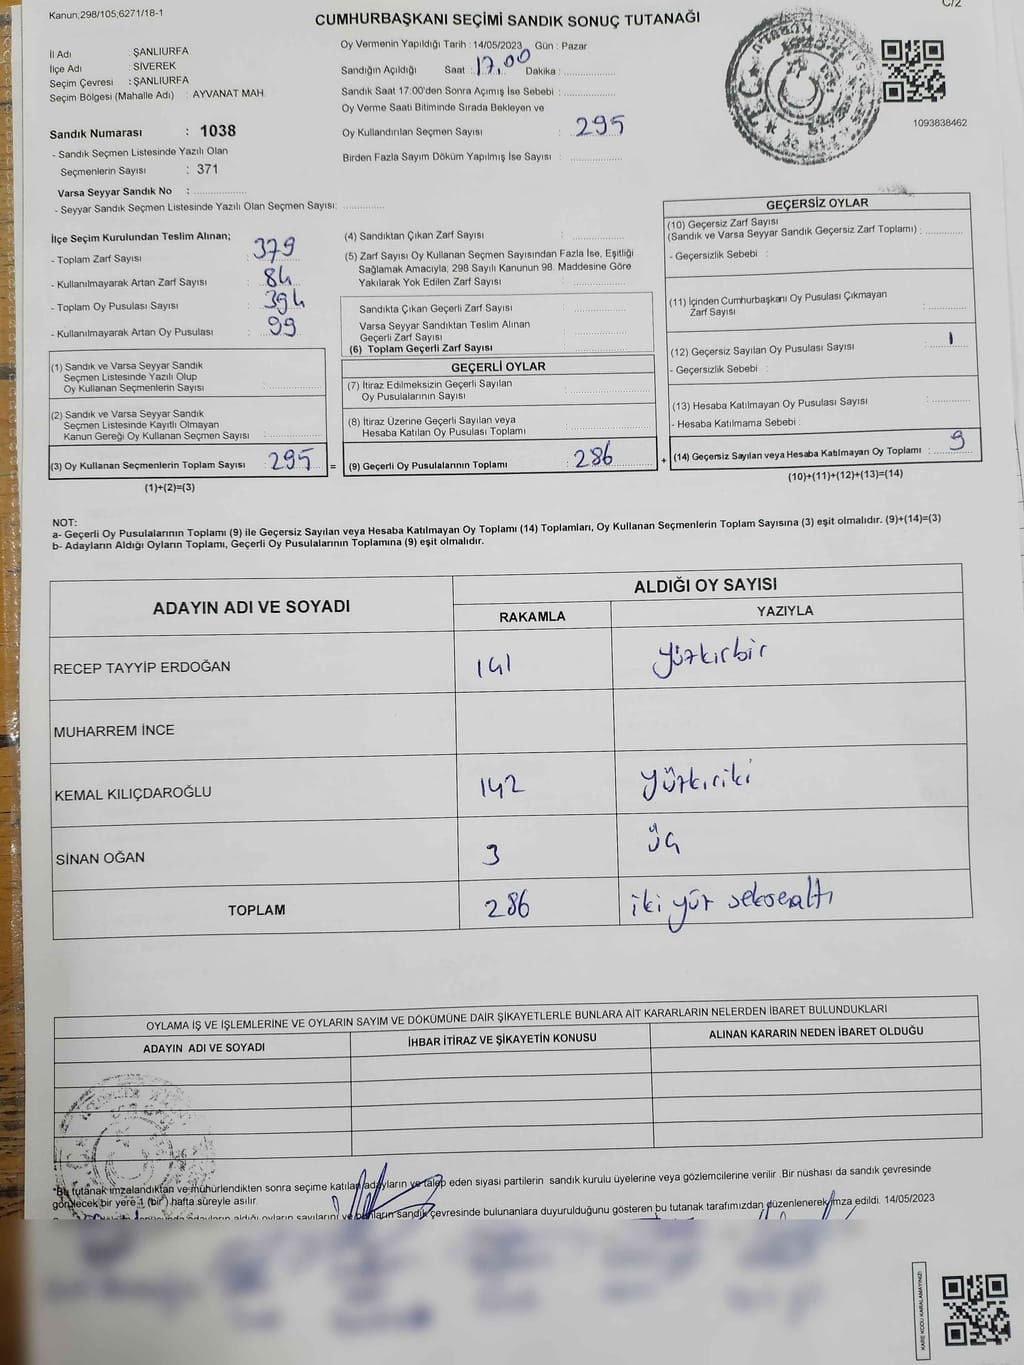 Kanun;298/105;6271/18-1
C/2
CUMHURBAŞKANI SEÇİMİ SANDIK SONUÇ TUTANAĞI
İl Adı : ŞANLIURFA
İlçe Adı : SİVEREK
Seçim Çevresi : ŞANLIURFA
Seçim Bölgesi (Mahalle Adı) : AYVANAT MAH.
Sandık Numarası : 1038
- Sandık Seçmen Listesinde Yazılı Olan
Seçmenlerin Sayısı : 371
Varsa Seyyar Sandık No : ..............
- Seyyar Sandık Seçmen Listesinde Yazılı Olan Seçmen Sayısı: ............
Oy Vermenin Yapıldığı Tarih : 14/05/2023 Gün : Pazar
Sandığın Açıldığı Saat : 17.00 Dakika : ..............
Sandık Saat 17:00'den Sonra Açımış İse Sebebi : ..............
Oy Verme Saati Bitiminde Sırada Bekleyen ve
Oy Kullandırılan Seçmen Sayısı : 295
Birden Fazla Sayım Döküm Yapılmış İse Sayısı : ..............
1093838462
İlçe Seçim Kurulundan Teslim Alınan;
- Toplam Zarf Sayısı : 379
- Kullanılmayarak Artan Zarf Sayısı : 84
- Toplam Oy Pusulası Sayısı : 394
- Kullanılmayarak Artan Oy Pusulası : 99
(1) Sandık ve Varsa Seyyar Sandık
Seçmen Listesinde Yazılı Olup
Oy Kullanan Seçmenlerin Sayısı : ..............
(2) Sandık ve Varsa Seyyar Sandık
Seçmen Listesinde Kayıtlı Olmayan
Kanun Gereği Oy Kullanan Seçmen Sayısı : ..............
(3) Oy Kullanan Seçmenlerin Toplam Sayısı : 295 =
(1)+(2)=(3)
(4) Sandıktan Çıkan Zarf Sayısı : ..............
(5) Zarf Sayısı Oy Kullanan Seçmen Sayısından Fazla İse, Eşitliği
Sağlamak Amacıyla; 298 Sayılı Kanunun 98. Maddesine Göre
Yakılarak Yok Edilen Zarf Sayısı : ..............
Sandıkta Çıkan Geçerli Zarf Sayısı : ..............
Varsa Seyyar Sandıktan Teslim Alınan
Geçerli Zarf Sayısı : ..............
(6) Toplam Geçerli Zarf Sayısı : ..............
GEÇERLİ OYLAR
(7) İtiraz Edilmeksizin Geçerli Sayılan
Oy Pusulalarının Sayısı : ..............
(8) İtiraz Üzerine Geçerli Sayılan veya
Hesaba Katılan Oy Pusulası Toplamı : ..............
(9) Geçerli Oy Pusulalarının Toplamı : 286 +
GEÇERSİZ OYLAR
(10) Geçersiz Zarf Sayısı
(Sandık ve Varsa Seyyar Sandık Geçersiz Zarf Toplamı) : ..............
- Geçersizlik Sebebi :
(11) İçinden Cumhurbaşkanı Oy Pusulası Çıkmayan
Zarf Sayısı : ..............
(12) Geçersiz Sayılan Oy Pusulası Sayısı : 1
- Geçersizlik Sebebi :
(13) Hesaba Katılmayan Oy Pusulası Sayısı : ..............
- Hesaba Katılmama Sebebi :
(14) Geçersiz Sayılan veya Hesaba Katılmayan Oy Toplamı : 9
(10)+(11)+(12)+(13)=(14)
NOT:
a- Geçerli Oy Pusulalarının Toplamı (9) ile Geçersiz Sayılan veya Hesaba Katılmayan Oy Toplamı (14) Toplamları, Oy Kullanan Seçmenlerin Toplam Sayısına (3) eşit olmalıdır. (9)+(14)=(3)
b- Adayların Aldığı Oyların Toplamı, Geçerli Oy Pusulalarının Toplamına (9) eşit olmalıdır.
ADAYIN ADI VE SOYADI
ALDIĞI OY SAYISI
RAKAMLA YAZIYLA
RECEP TAYYİP ERDOĞAN 141 yüzkırbir
MUHARREM İNCE
KEMAL KILIÇDAROĞLU 142 yüzkıriki
SİNAN OĞAN 3 üç
TOPLAM 286 iki yüz seksenaltı
OYLAMA İŞ VE İŞLEMLERİNE VE OYLARIN SAYIM VE DÖKÜMÜNE DAİR ŞİKAYETLERLE BUNLARA AİT KARARLARIN NELERDEN İBARET BULUNDUKLARI
ADAYIN ADI VE SOYADI İHBAR İTİRAZ VE ŞİKAYETİN KONUSU ALINAN KARARIN NEDEN İBARET OLDUĞU
*Bu tutanak imzalandıktan ve mühürlendikten sonra seçime katılan adayların ve talep eden siyasi partilerin sandık kurulu üyelerine veya gözlemcilerine verilir. Bir nüshası da sandık çevresinde
görülecek bir yere 1 (bir) hafta süreyle asılır.
adayların aldığı oyların sayılarını ve bunların sandık çevresinde bulunanlara duyurulduğunu gösteren bu tutanak tarafımızdan düzenlenerek imza edildi. 14/05/2023
KARE KODU KARALAMAYINIZ!